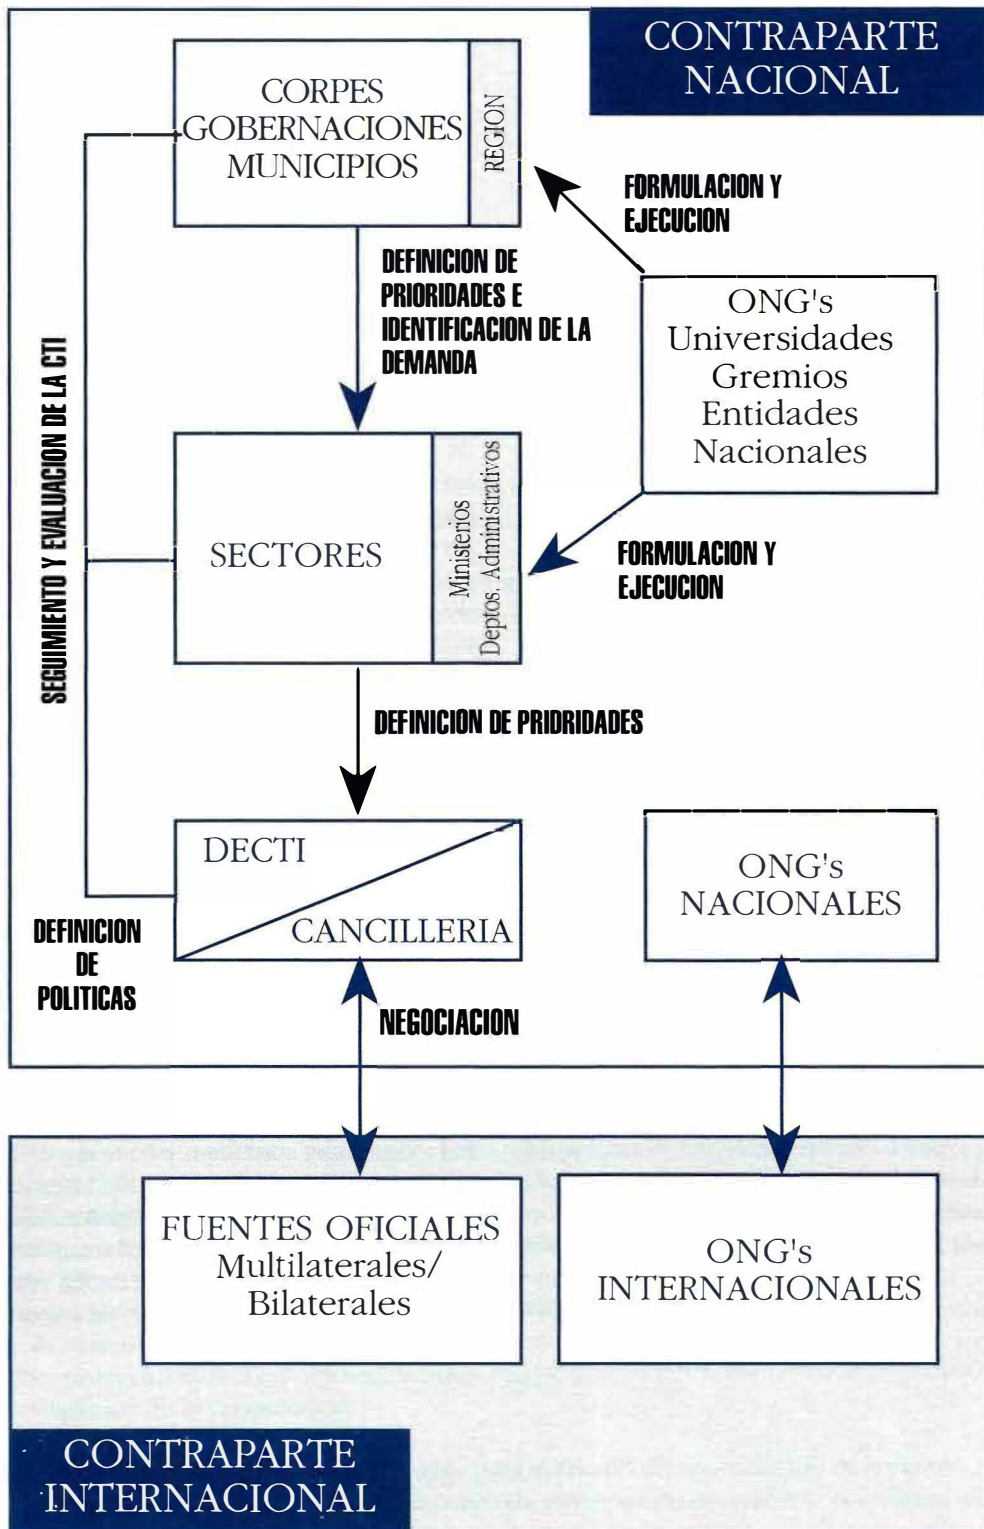 CONTRAPARTE
NACIONAL
CORPES
GOBERNACIONES
MUNICIPIOS
REGION
FORMULACION Y
EJECUCION
DEFINICION DE
PRIORIDADES E
IDENTIFICACION DE LA
DEMANDA
ONG's
Universidades
Gremios
Entidades
Nacionales
SEGUIMIENTO Y EVALUACION DE LA CTI
SECTORES
Ministerios
Deptos. Administrativos
FORMULACION Y
EJECUCION
DEFINICION DE PRIDRIDADES
DECTI
CANCILLERIA
ONG's
NACIONALES
DEFINICION
DE
POLITICAS
NEGOCIACION
FUENTES OFICIALES
Multilaterales/
Bilaterales
ONG's
INTERNACIONALES
CONTRAPARTE
INTERNACIONAL